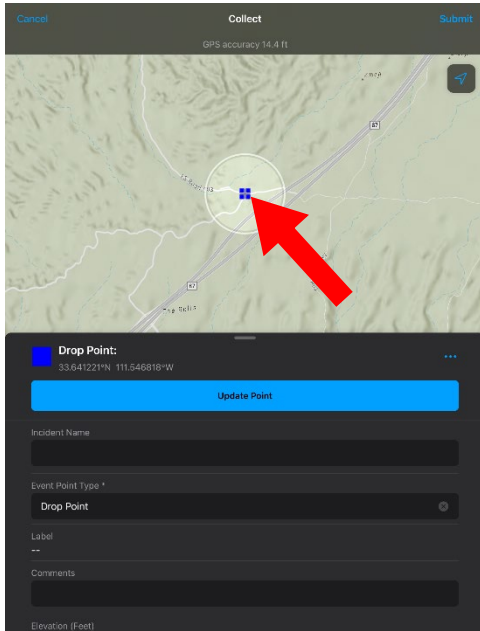 Cancel Collect Submit
GPS accuracy 14.4 ft
87
87
Drop Point:
33.641221°N 111.546818°W
Update Point
Incident Name
Event Point Type *
Drop Point
Label
--
Comments
Elevation (Feet)